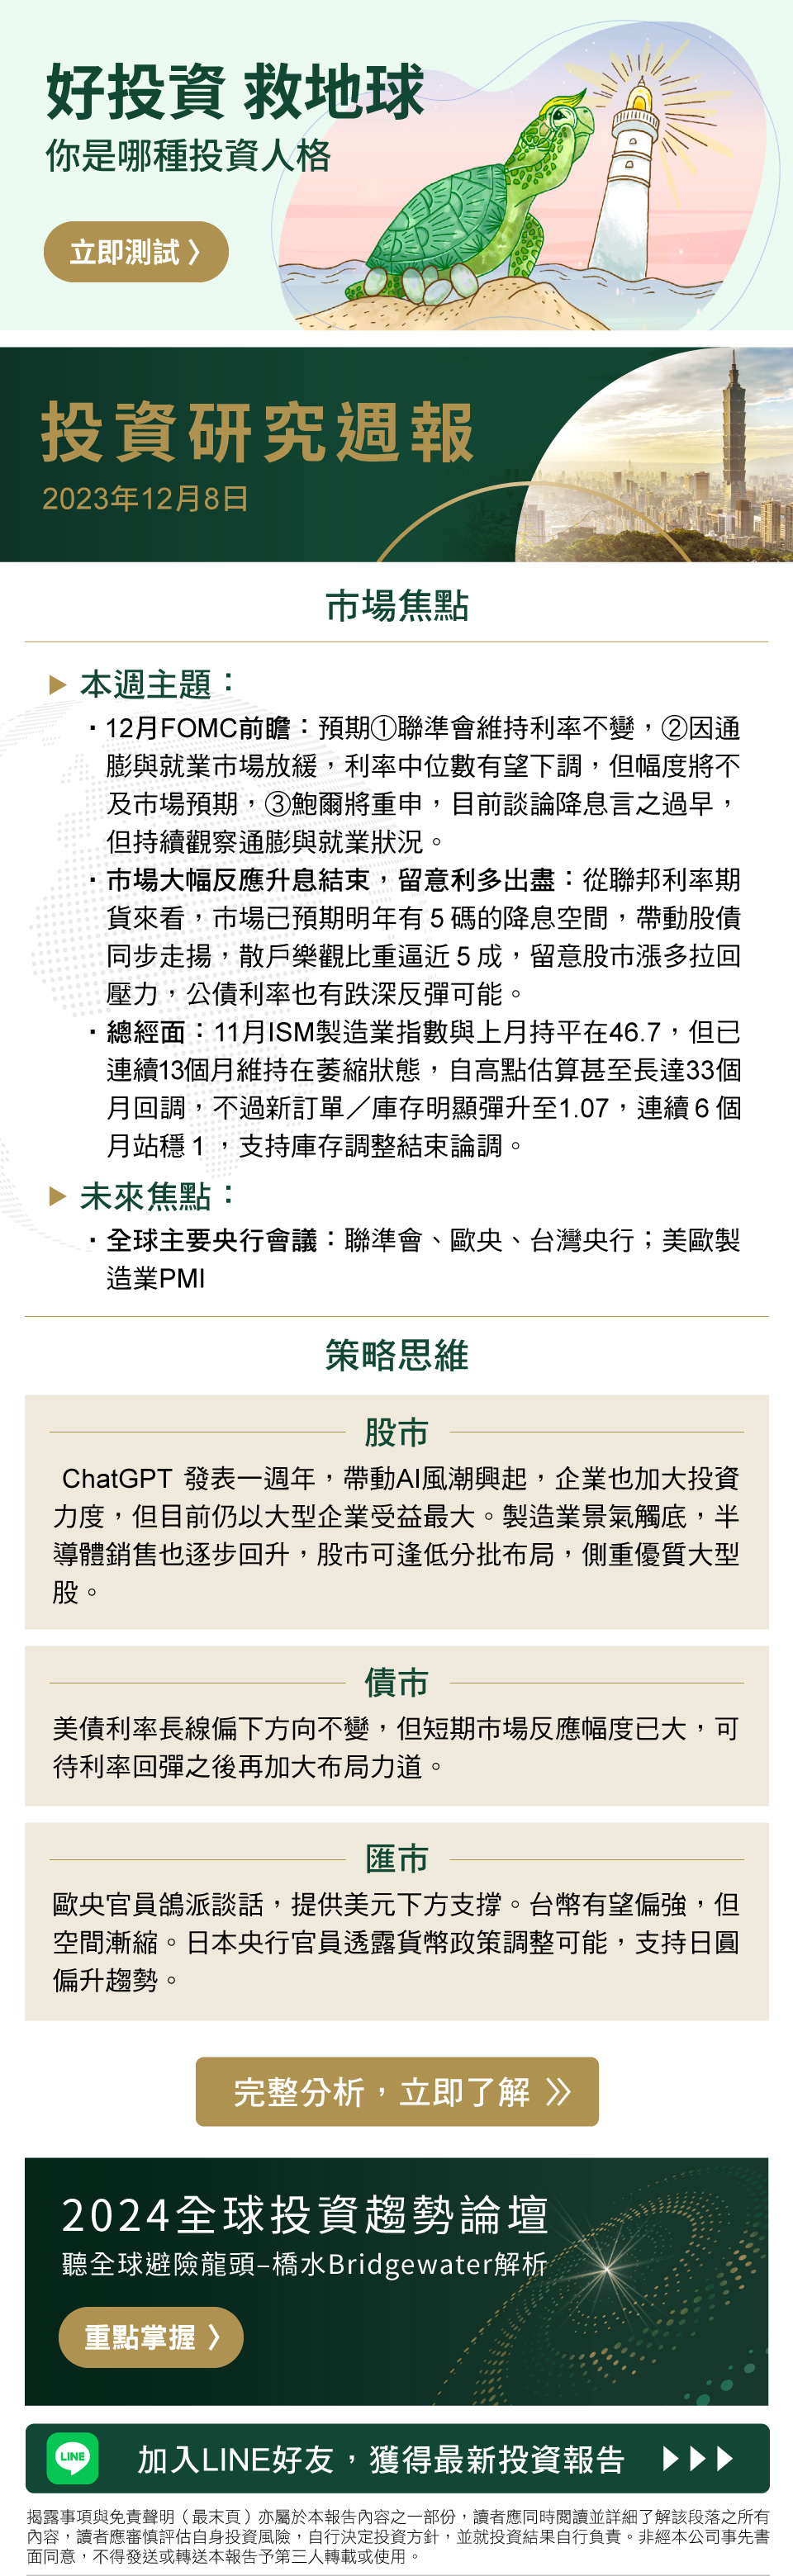 好投資 救地球
你是哪種投資人格
立即測試 〉
投資研究週報
2023年12月8日
市場焦點
▶ 本週主題：
・12月FOMC前瞻：預期①聯準會維持利率不變，②因通
膨與就業市場放緩，利率中位數有望下調，但幅度將不
及市場預期，③鮑爾將重申，目前談論降息言之過早，
但持續觀察通膨與就業狀況。
・市場大幅反應升息結束，留意利多出盡：從聯邦利率期
貨來看，市場已預期明年有 5 碼的降息空間，帶動股債
同步走揚，散戶樂觀比重逼近 5 成，留意股市漲多拉回
壓力，公債利率也有跌深反彈可能。
・總經面：11月ISM製造業指數與上月持平在46.7，但已
連續13個月維持在萎縮狀態，自高點估算甚至長達33個
月回調，不過新訂單／庫存明顯彈升至1.07，連續 6 個
月站穩 1 ，支持庫存調整結束論調。
▶ 未來焦點：
・全球主要央行會議：聯準會、歐央、台灣央行；美歐製
造業PMI
策略思維
股市
ChatGPT 發表一週年，帶動AI風潮興起，企業也加大投資
力度，但目前仍以大型企業受益最大。製造業景氣觸底，半
導體銷售也逐步回升，股市可逢低分批布局，側重優質大型
股。
債市
美債利率長線偏下方向不變，但短期市場反應幅度已大，可
待利率回彈之後再加大布局力道。
匯市
歐央官員鴿派談話，提供美元下方支撐。台幣有望偏強，但
空間漸縮。日本央行官員透露貨幣政策調整可能，支持日圓
偏升趨勢。
完整分析，立即了解 》
2024全球投資趨勢論壇
聽全球避險龍頭–橋水Bridgewater解析
重點掌握 〉
LINE 加入LINE好友，獲得最新投資報告 ▶▶▶
揭露事項與免責聲明（最末頁）亦屬於本報告內容之一部份，讀者應同時閱讀並詳細了解該段落之所有
內容，讀者應審慎評估自身投資風險，自行決定投資方針，並就投資結果自行負責。非經本公司事先書
面同意，不得發送或轉送本報告予第三人轉載或使用。